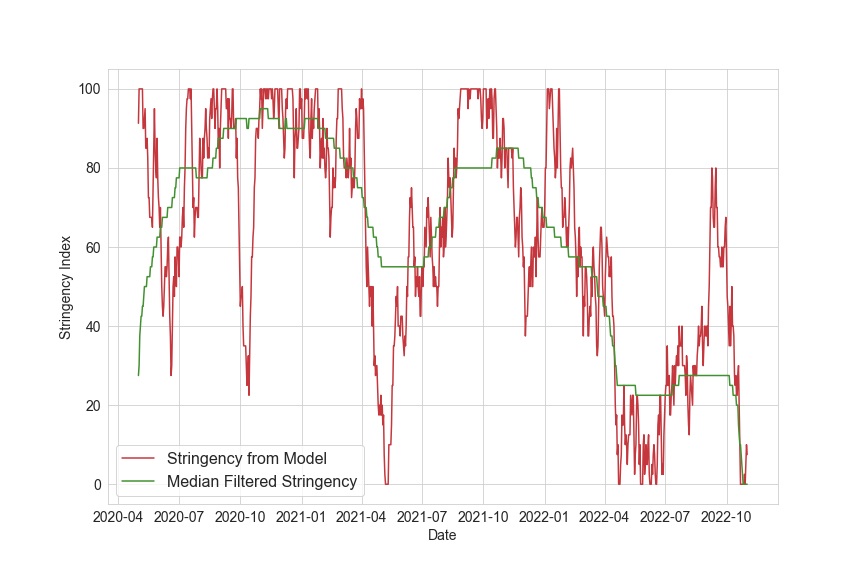 100
80
60
40
20
0
Stringency Index
Stringency from Model
Median Filtered Stringency
2020-04 2020-07 2020-10 2021-01 2021-04 2021-07 2021-10 2022-01 2022-04 2022-07 2022-10
Date